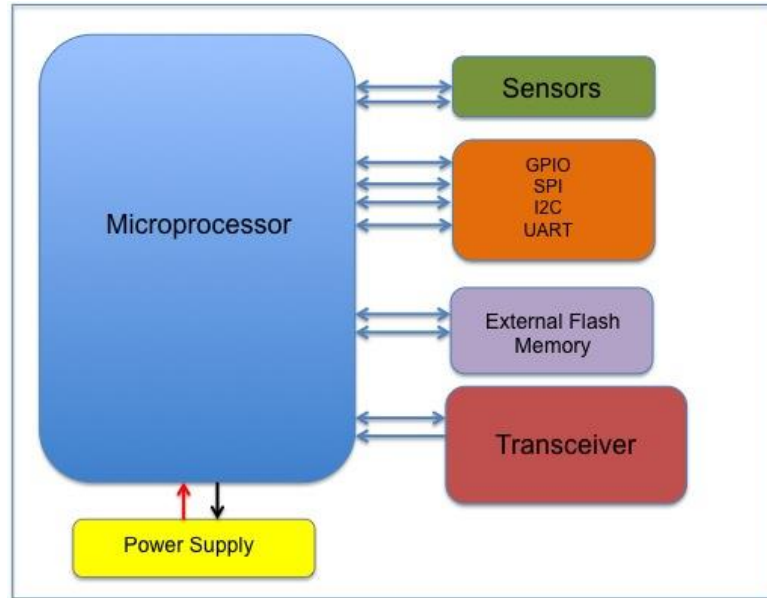 Microprocessor
Sensors
GPIO
SPI
I2C
UART
External Flash
Memory
Transceiver
Power Supply